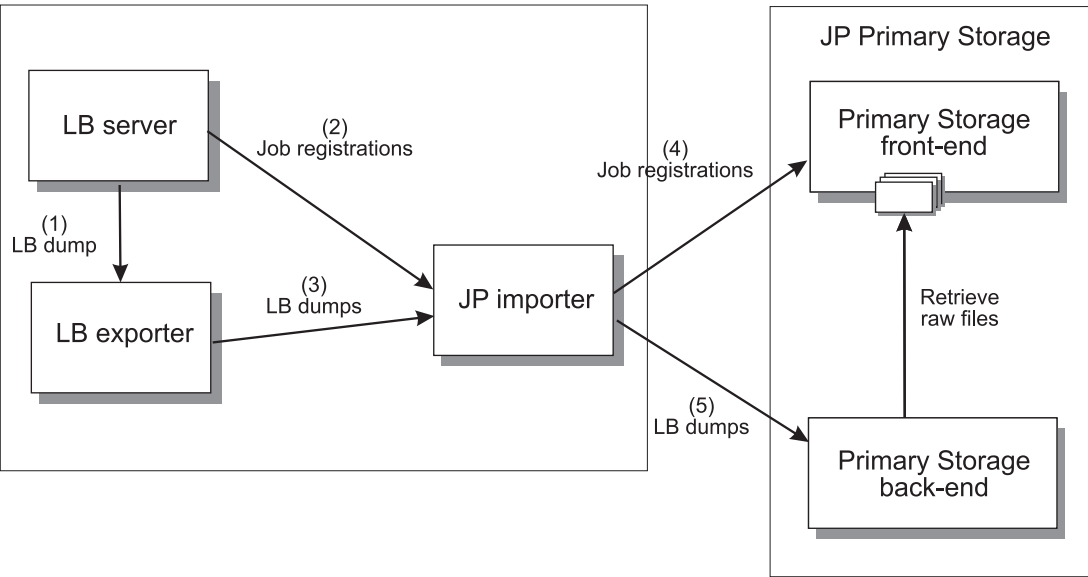 JP Primary Storage
LB server
(2)
Job registrations
(4)
Job registrations
Primary Storage
front-end
(1)
LB dump
LB exporter
(3)
LB dumps
JP importer
Retrieve
raw files
(5)
LB dumps
Primary Storage
back-end